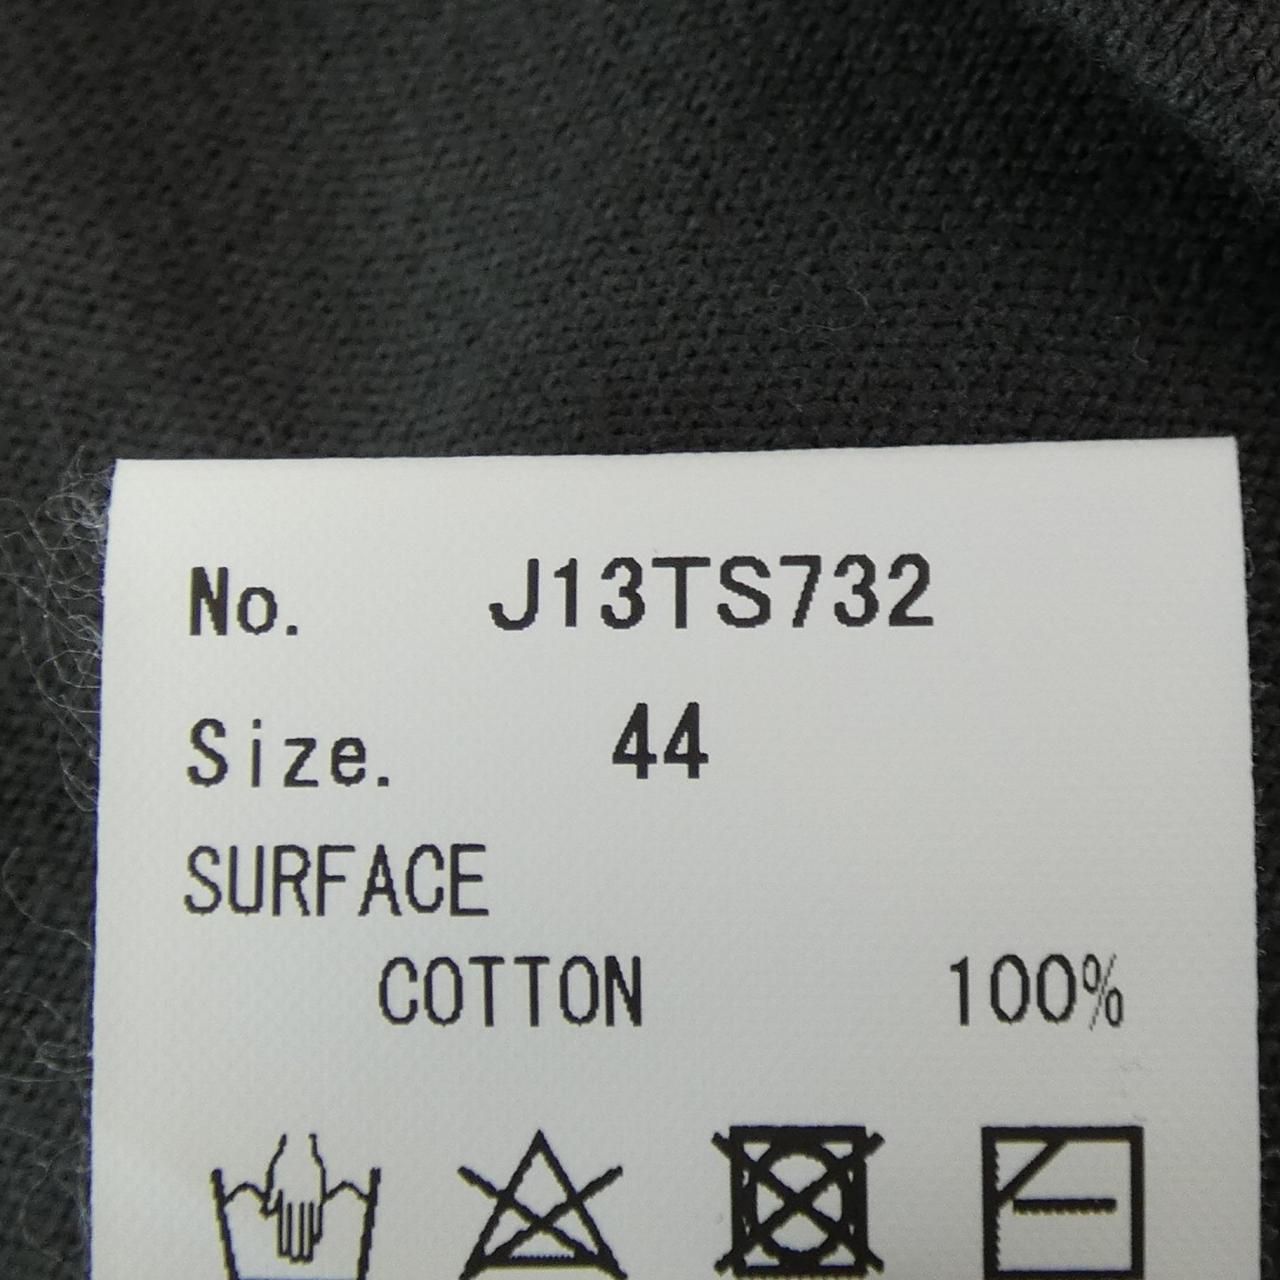 No. J13TS732
Size. 44
SURFACE
COTTON 100%